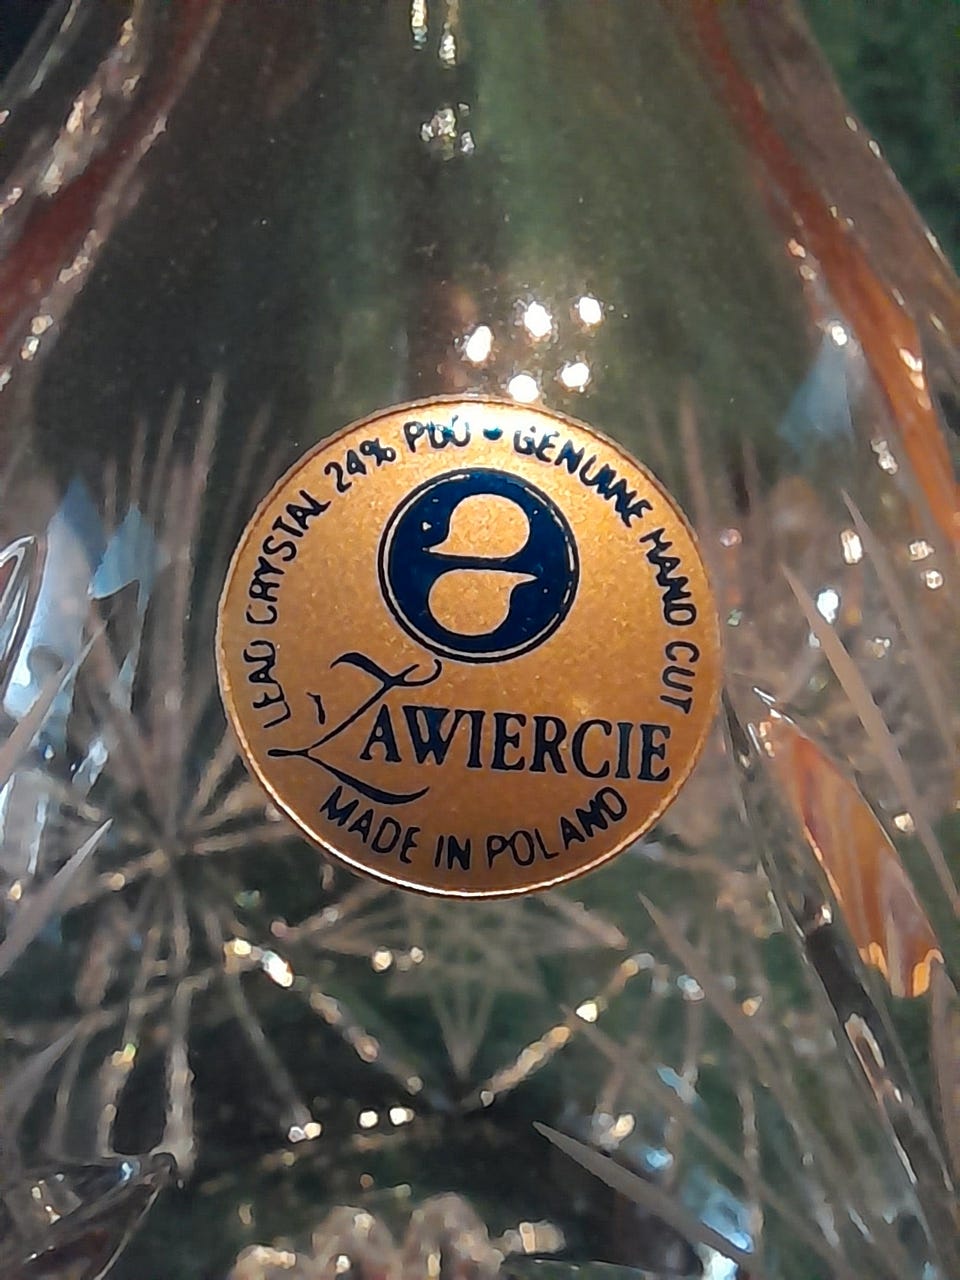 LEAD CRYSTAL 24% PbO • GENUINE HAND CUT
ZAWIERCIE
MADE IN POLAND